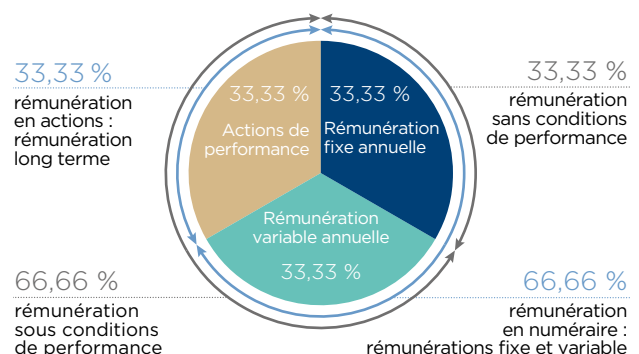 33,33 %
rémunération
en actions :
rémunération
long terme
33,33 %
Actions de
performance
33,33 %
Rémunération
fixe annuelle
33,33 %
rémunération
sans conditions
de performance
Rémunération
variable annuelle
33,33 %
66,66 %
rémunération
sous conditions
de performance
66,66 %
rémunération
en numéraire :
rémunérations fixe et variable